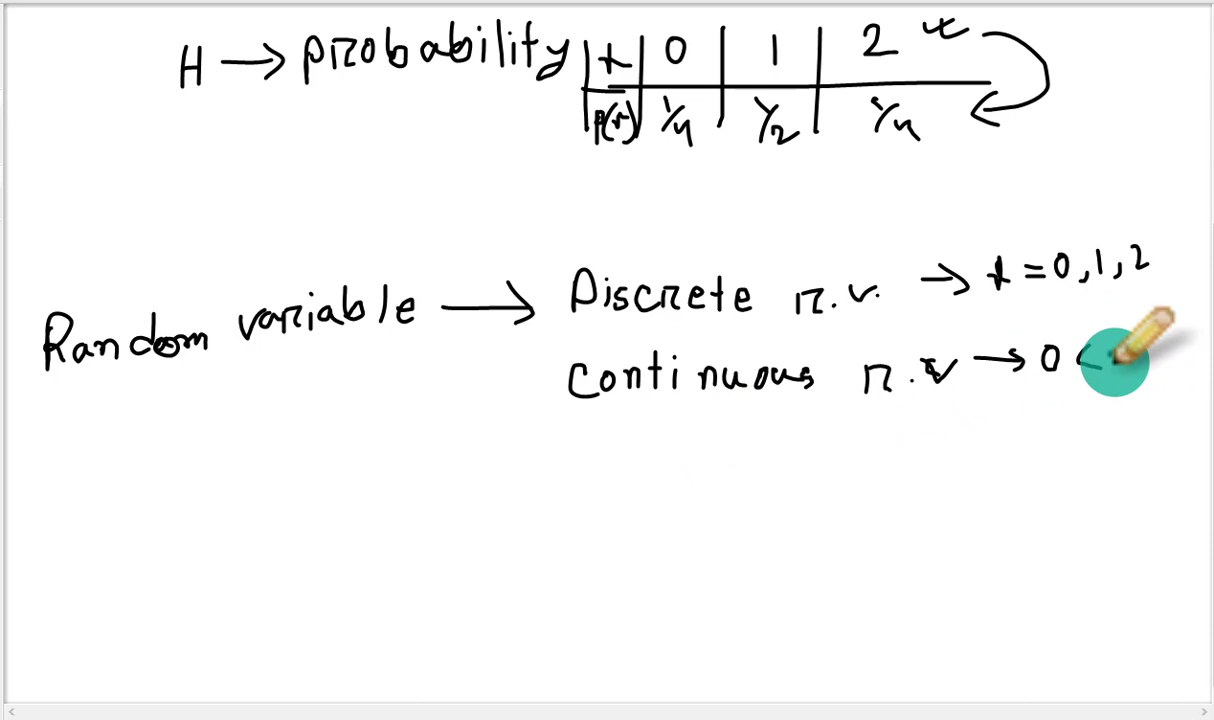 H → probability x 0 1 2
P(x) 1/4 1/2 1/4
Random variable → Discrete r.v. → x = 0, 1, 2
Continuous r.v → 0 <